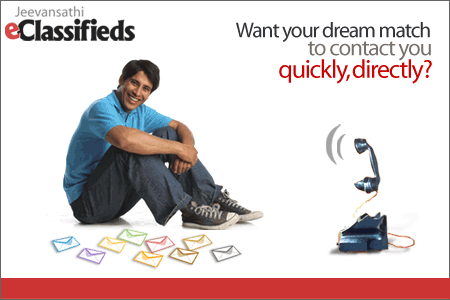 Jeevansathi
eClassifieds
Want your dream match
to contact you
quickly, directly?